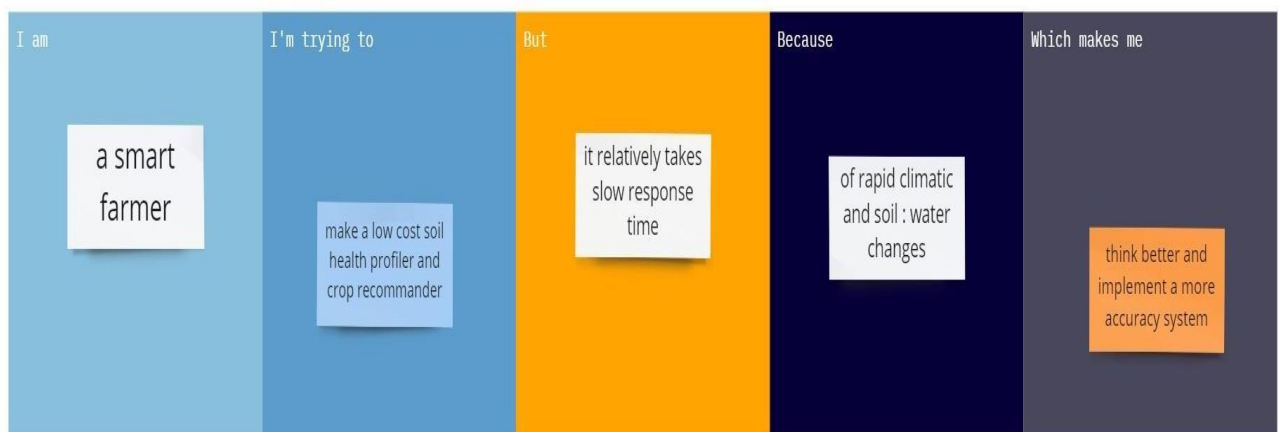 I am
a smart
farmer
I'm trying to
make a low cost soil
health profiler and
crop recommander
But
it relatively takes
slow response
time
Because
of rapid climatic
and soil : water
changes
Which makes me
think better and
implement a more
accuracy system